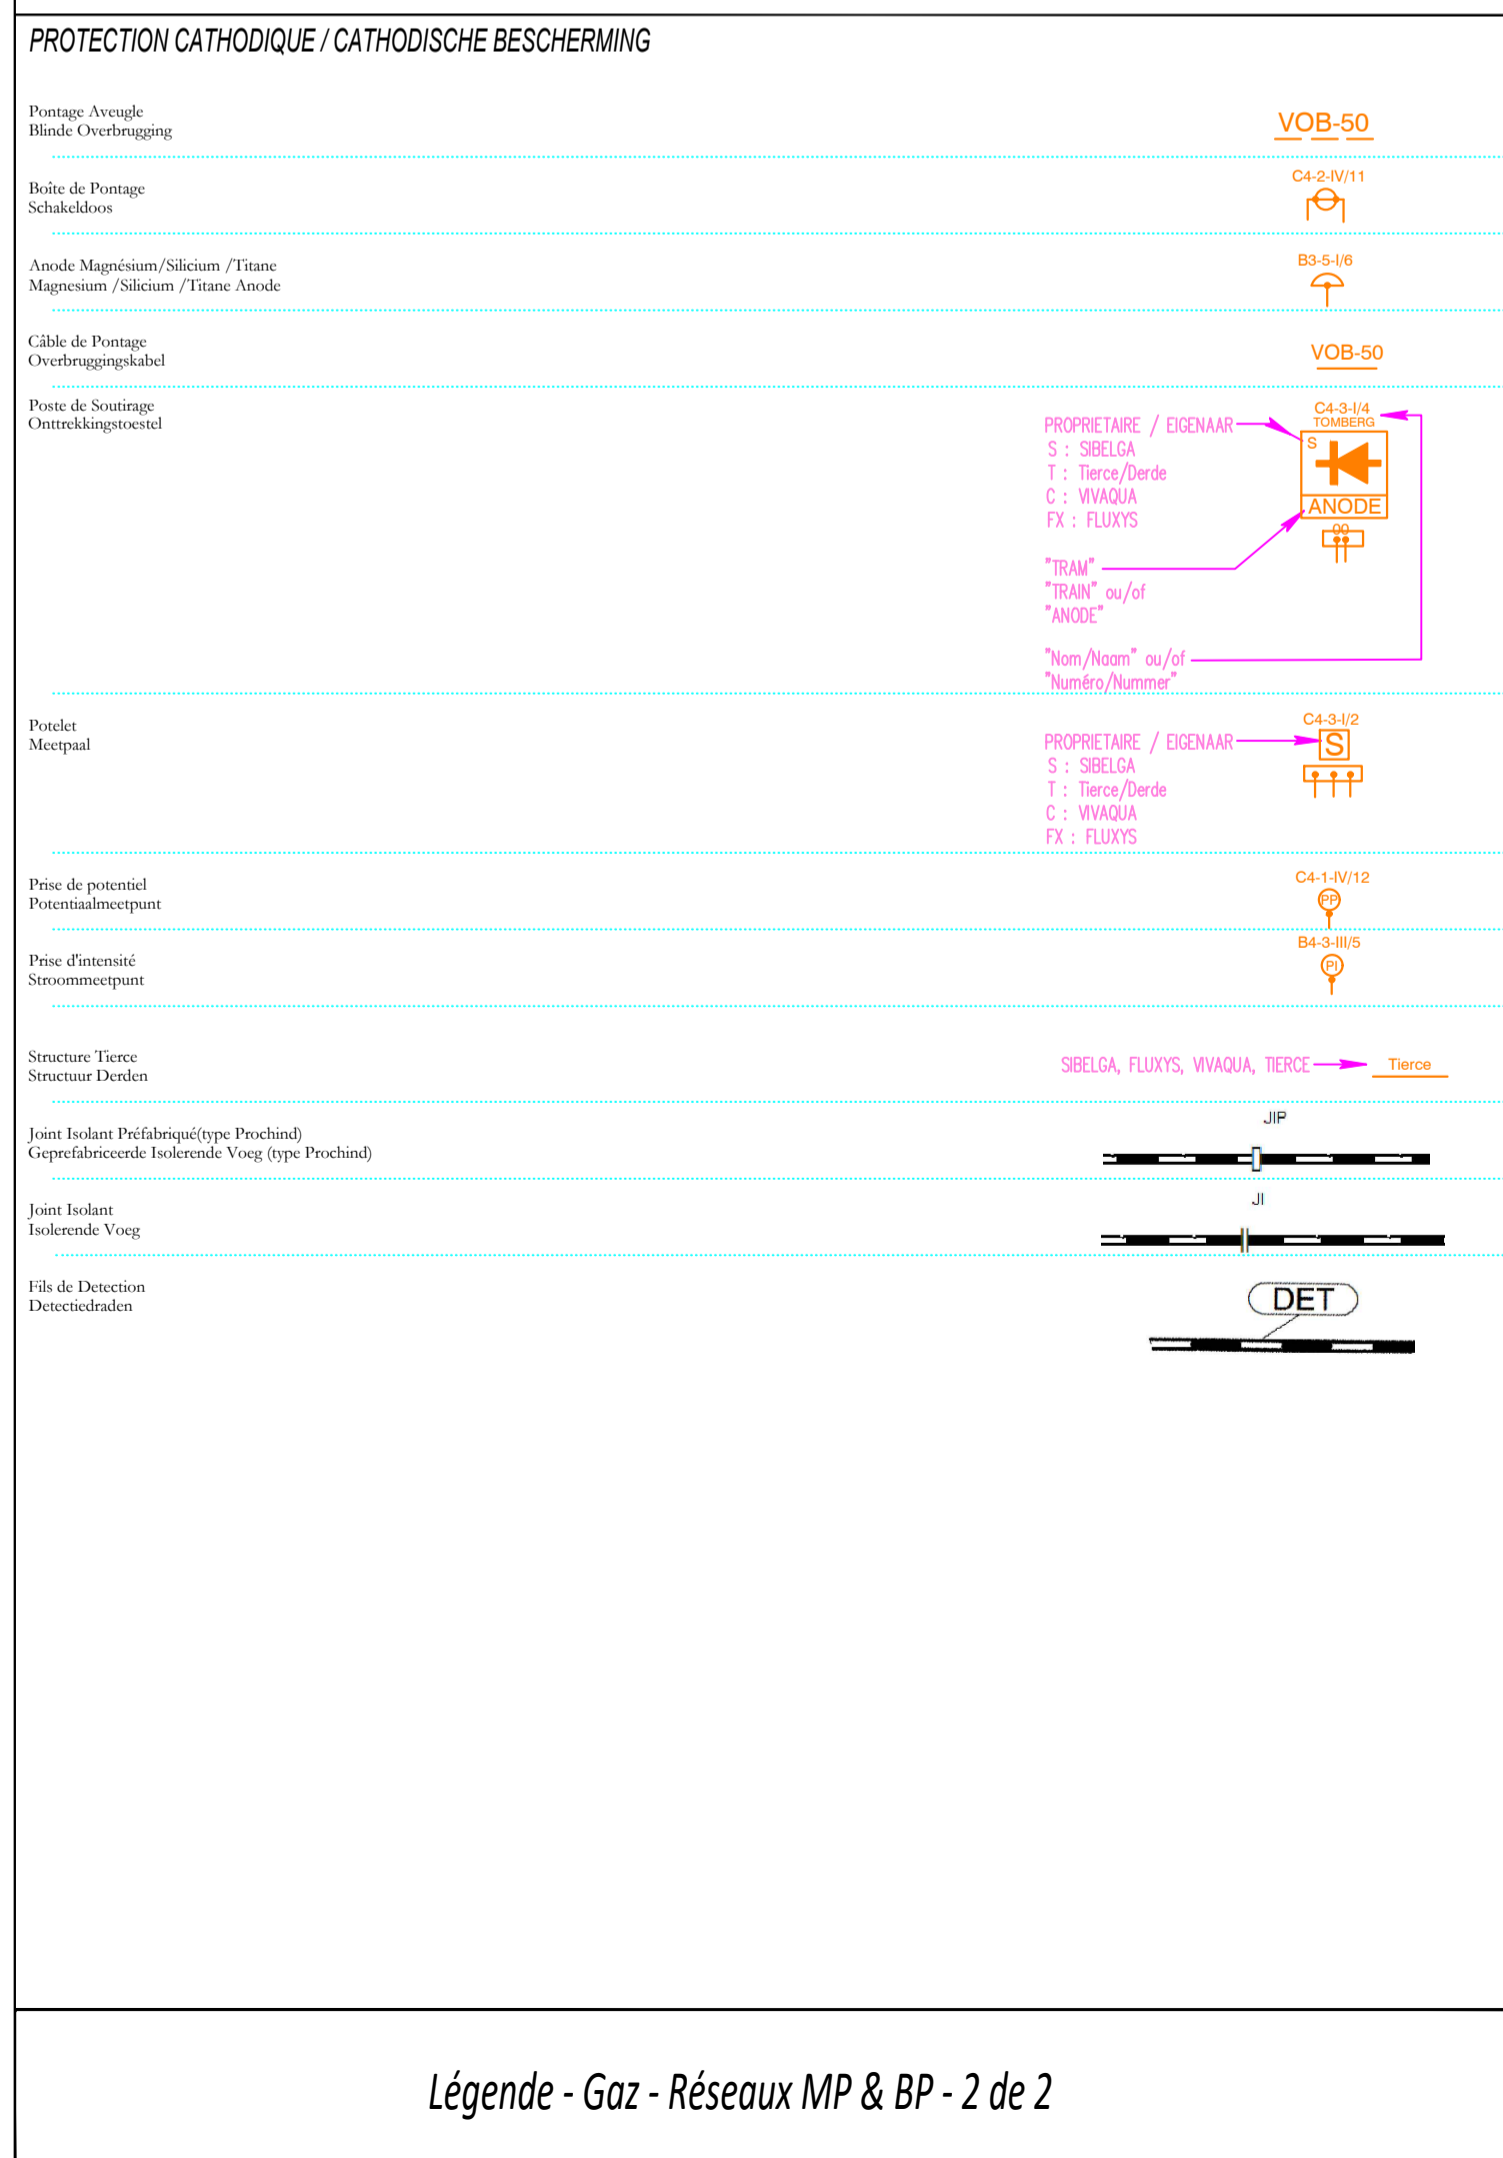 PROTECTION CATHODIQUE / CATHODISCHE BESCHERMING
Pontage Aveugle
Blinde Overbrugging
VOB-50
Boîte de Pontage
Schakeldoos
C4-2-IV/11
Anode Magnésium/Silicium /Titane
Magnesium /Silicium /Titane Anode
B3-5-I/6
Câble de Pontage
Overbruggingskabel
VOB-50
Poste de Soutirage
Onttrekkingstoestel
PROPRIETAIRE / EIGENAAR
S : SIBELGA
T : Tierce/Derde
C : VIVAQUA
FX : FLUXYS
"TRAM"
"TRAIN" ou/of
"ANODE"
"Nom/Naam" ou/of
"Numéro/Nummer"
C4-3-I/4
TOMBERG
S
ANODE
00
Potelet
Meetpaal
PROPRIETAIRE / EIGENAAR
S : SIBELGA
T : Tierce/Derde
C : VIVAQUA
FX : FLUXYS
C4-3-I/2
S
Prise de potentiel
Potentiaalmeetpunt
C4-1-IV/12
PP
Prise d'intensité
Stroommeetpunt
B4-3-III/5
PI
Structure Tierce
Structuur Derden
SIBELGA, FLUXYS, VIVAQUA, TIERCE
Tierce
Joint Isolant Préfabriqué(type Prochind)
Geprefabriceerde Isolerende Voeg (type Prochind)
JIP
Joint Isolant
Isolerende Voeg
JI
Fils de Detection
Detectiedraden
DET
Légende - Gaz - Réseaux MP & BP - 2 de 2